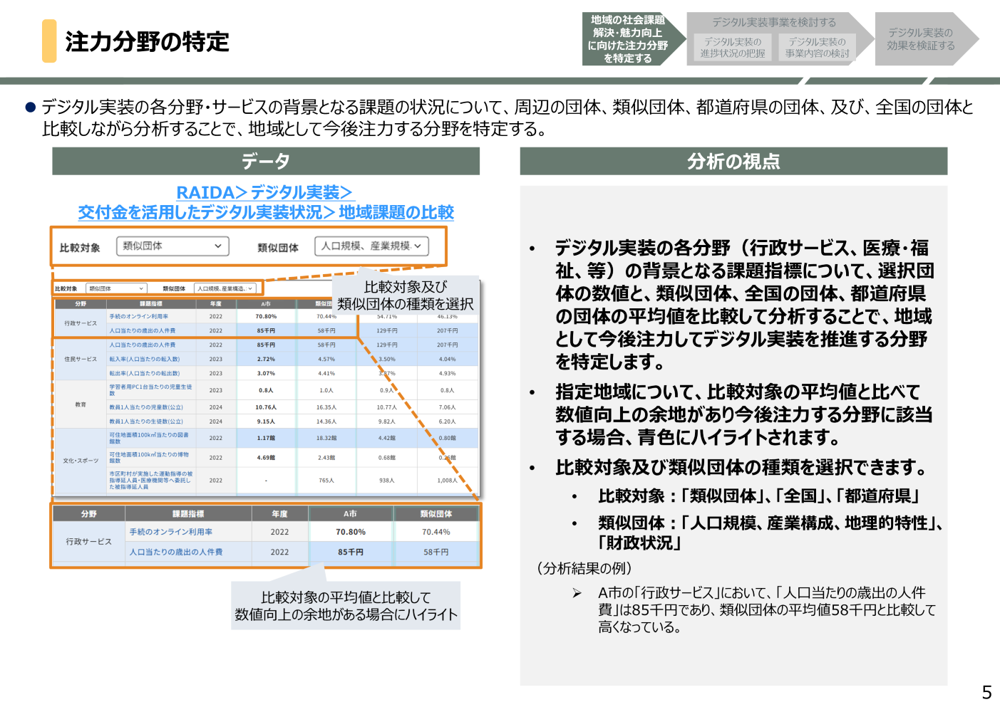 注力分野の特定
地域の社会課題
解決・魅力向上
に向けた注力分野
を特定する
デジタル実装事業を検討する
デジタル実装の
進捗状況の把握
デジタル実装の
事業内容の検討
デジタル実装の
効果を検証する
●デジタル実装の各分野・サービスの背景となる課題の状況について、周辺の団体、類似団体、都道府県の団体、及び、全国の団体と
比較しながら分析することで、地域として今後注力する分野を特定する。
データ
RAIDA＞デジタル実装＞
交付金を活用したデジタル実装状況＞地域課題の比較
比較対象 類似団体 類似団体 人口規模、産業規模
比較対象 類似団体 類似団体 人口規模、産業構造、
比較対象及び
類似団体の種類を選択
分野 課題指標 年度 A市 類似団
行政サービス
手続のオンライン利用率 2022 70.80% 70.44% 54.71% 46.13%
人口当たりの歳出の人件費 2022 85千円 58千円 129千円 207千円
住民サービス
人口当たりの歳出の人件費 2022 85千円 58千円 129千円 207千円
転入率(人口当たりの転入数) 2023 2.72% 4.57% 3.50% 4.04%
転出率(人口当たりの転出数) 2023 3.07% 4.41% 3.87% 4.93%
教育
学習者用PC1台当たりの児童生徒
数 2023 0.8人 1.0人 0.9人 0.8人
教員1人当たりの児童数(公立) 2024 10.76人 16.35人 10.77人 7.06人
教員1人当たりの生徒数(公立) 2024 9.15人 14.36人 9.82人 6.20人
文化・スポーツ
可住地面積100k㎡当たりの図書
館数 2022 1.17館 18.32館 4.42館 0.80館
可住地面積100k㎡当たりの博物
館数 2022 4.69館 2.43館 0.68館 0.26館
市区町村が実施した運動指導の被
指導延人員・医療機関等へ委託し
た被指導延人員 2022 - 765人 938人 1,008人
分野 課題指標 年度 A市 類似団体
行政サービス
手続のオンライン利用率 2022 70.80% 70.44%
人口当たりの歳出の人件費 2022 85千円 58千円
比較対象の平均値と比較して
数値向上の余地がある場合にハイライト
分析の視点
• デジタル実装の各分野（行政サービス、医療・福
祉、等）の背景となる課題指標について、選択団
体の数値と、類似団体、全国の団体、都道府県
の団体の平均値を比較して分析することで、地域
として今後注力してデジタル実装を推進する分野
を特定します。
• 指定地域について、比較対象の平均値と比べて
数値向上の余地があり今後注力する分野に該当
する場合、青色にハイライトされます。
• 比較対象及び類似団体の種類を選択できます。
• 比較対象：「類似団体」、「全国」、「都道府県」
• 類似団体：「人口規模、産業構成、地理的特性」、
「財政状況」
（分析結果の例）
➢ A市の「行政サービス」において、「人口当たりの歳出の人件
費」は85千円であり、類似団体の平均値58千円と比較して
高くなっている。
5